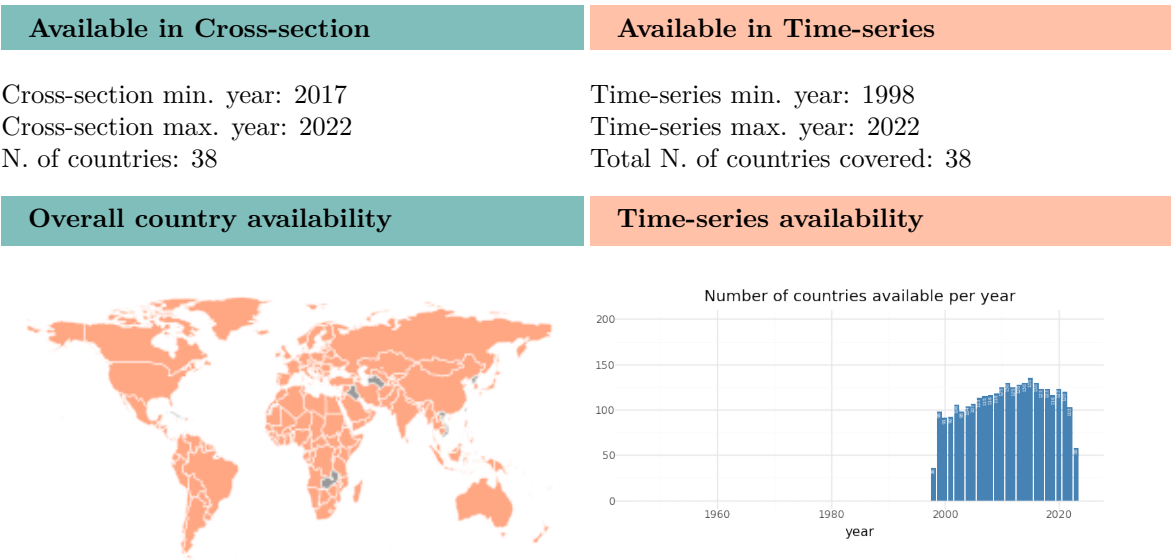 Available in Cross-section
Available in Time-series
Cross-section min. year: 2017
Cross-section max. year: 2022
N. of countries: 38
Time-series min. year: 1998
Time-series max. year: 2022
Total N. of countries covered: 38
Overall country availability
Time-series availability
Number of countries available per year
200
150
100
50
0
1960
1980
2000
2020
year